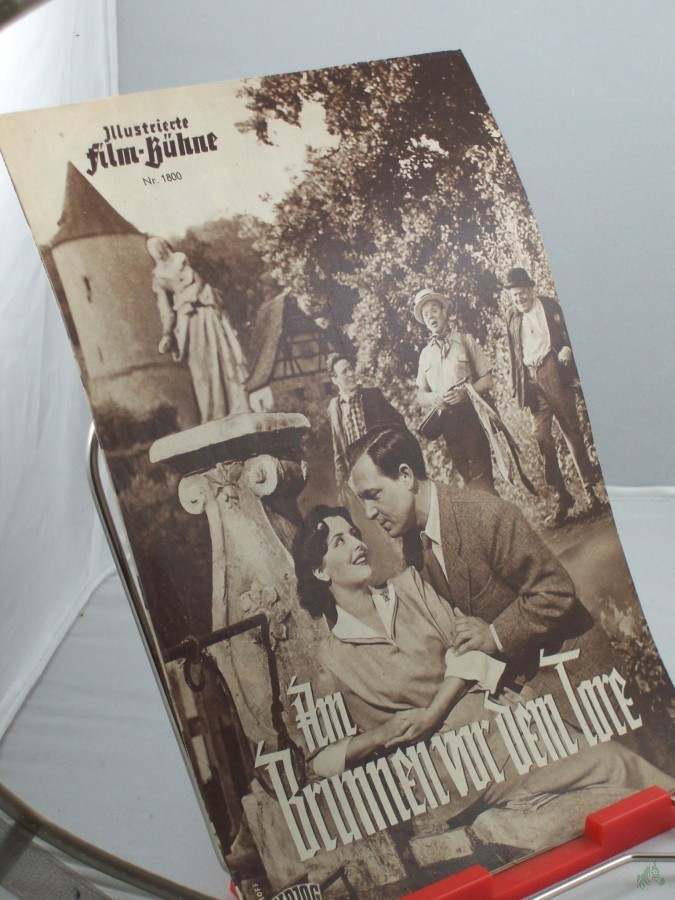 Illustrierte
Film-Bühne
Nr. 1800
Am
Brunnen vor dem Tore